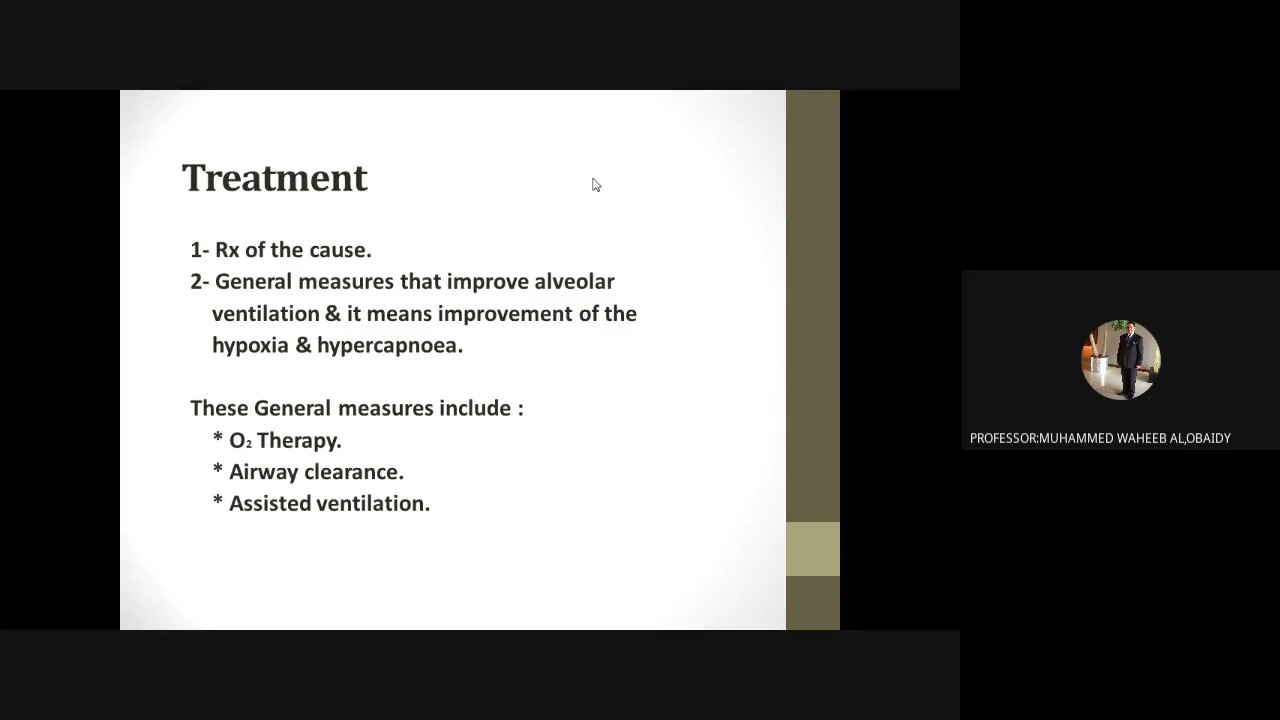 Treatment
1- Rx of the cause.
2- General measures that improve alveolar
ventilation & it means improvement of the
hypoxia & hypercapnoea.
These General measures include :
* O₂ Therapy.
* Airway clearance.
* Assisted ventilation.
PROFESSOR:MUHAMMED WAHEEB AL,OBAIDY